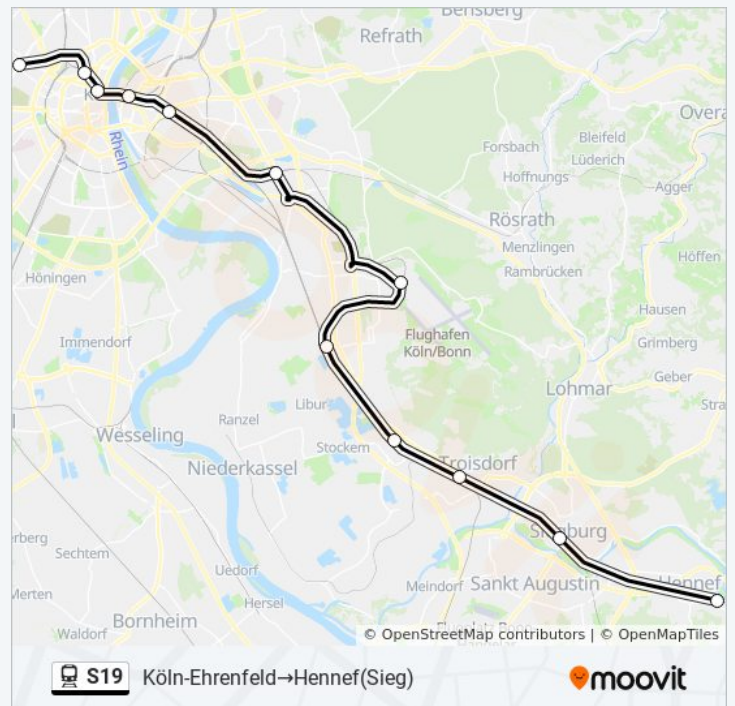 Bensberg
Refrath
Overa
Bleifeld
Forsbach
Lüderich
Rhein
Hoffnungs
Agger
Rösrath
Menzlingen
Höffen
Rambrücken
Höningen
Hausen
Flughafen
Köln/Bonn
Immendorf
Grimberg
Geber
Lohmar
Libur
Stra
Ranzel
Wesseling
Stockem
Troisdorf
Niederkassel
erberg
Siegburg
Sechtem
Uedorf
Meindorf
Sankt Augustin
Hennef
Merten
Hersel
Bornheim
Waldorf
© OpenStreetMap contributors | © OpenMapTiles
S19 Köln-Ehrenfeld→Hennef(Sieg)
moovit